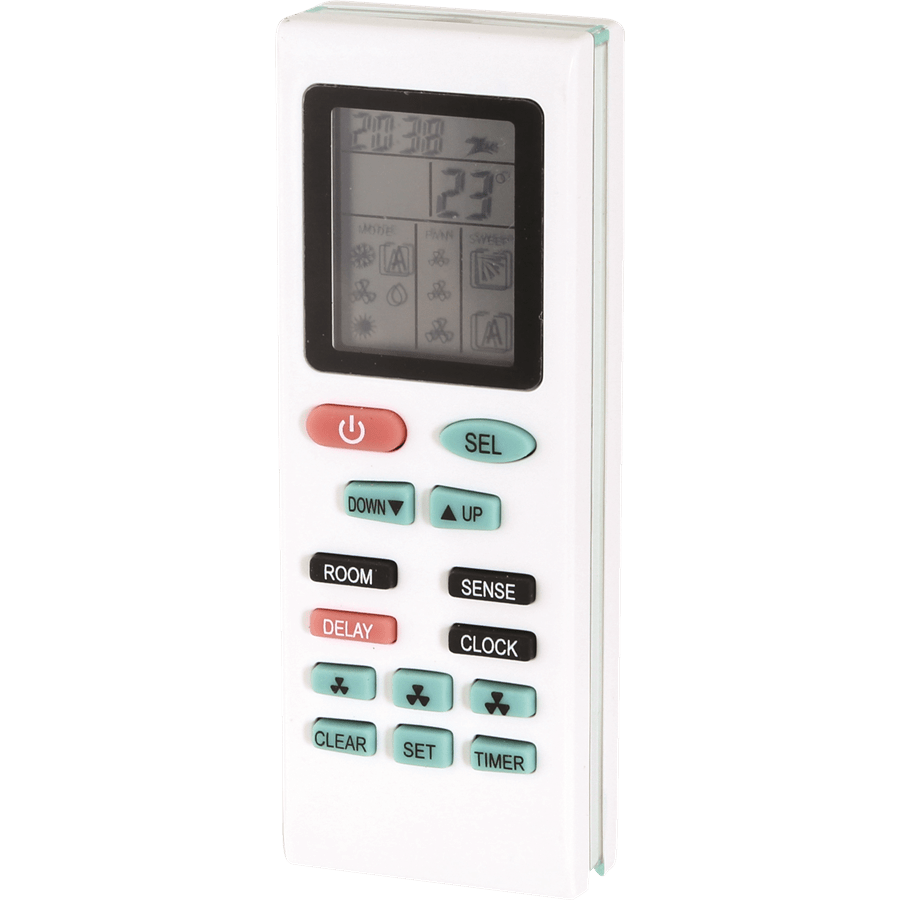 20:38
23°
MODE FAN SWEEP
A
A
SEL
DOWN▼ ▲UP
ROOM SENSE
DELAY CLOCK
CLEAR SET TIMER